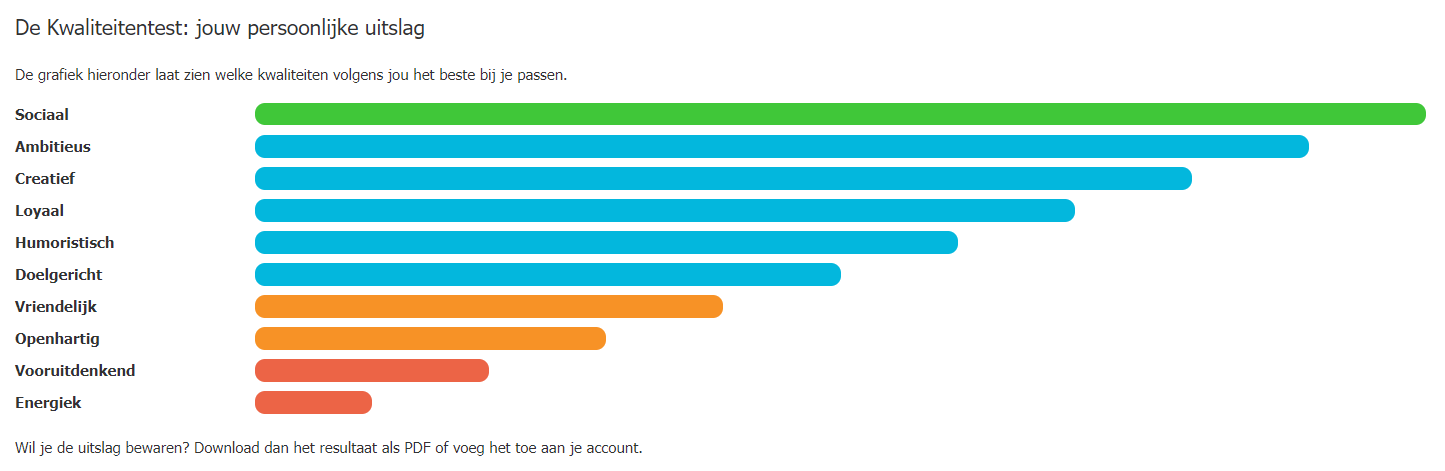 De Kwaliteitentest: jouw persoonlijke uitslag
De grafiek hieronder laat zien welke kwaliteiten volgens jou het beste bij je passen.
Sociaal
Ambitieus
Creatief
Loyaal
Humoristisch
Doelgericht
Vriendelijk
Openhartig
Vooruitdenkend
Energiek
Wil je de uitslag bewaren? Download dan het resultaat als PDF of voeg het toe aan je account.